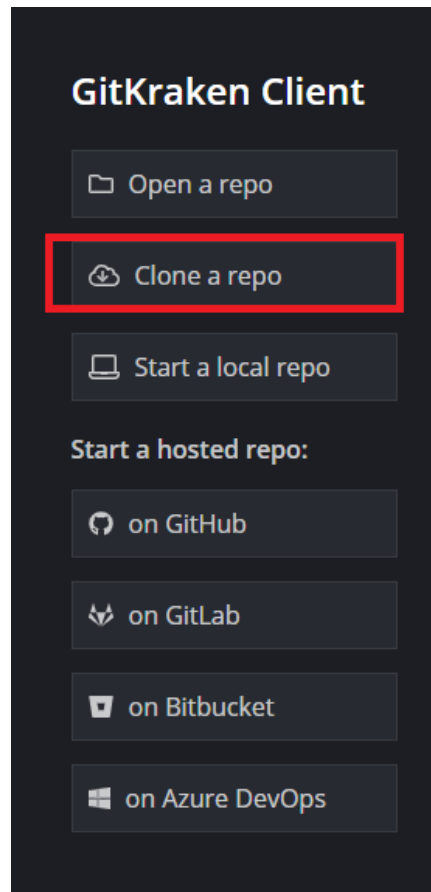 GitKraken Client
Open a repo
Clone a repo
Start a local repo
Start a hosted repo:
on GitHub
on GitLab
on Bitbucket
on Azure DevOps